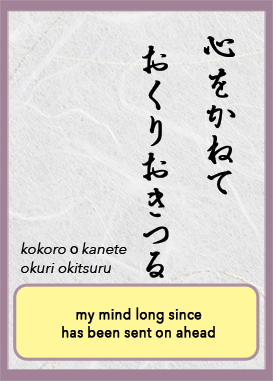 心をかねて
おくりおきつる
kokoro o kanete
okuri okitsuru
my mind long since
has been sent on ahead